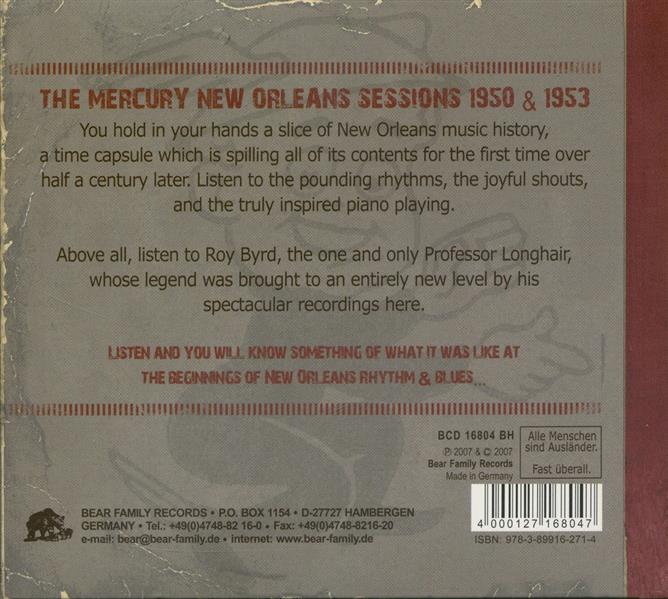 THE MERCURY NEW ORLEANS SESSIONS 1950 & 1953
You hold in your hands a slice of New Orleans music history,
a time capsule which is spilling all of its contents for the first time over
half a century later. Listen to the pounding rhythms, the joyful shouts,
and the truly inspired piano playing.
Above all, listen to Roy Byrd, the one and only Professor Longhair,
whose legend was brought to an entirely new level by his
spectacular recordings here.
LISTEN AND YOU WILL KNOW SOMETHING OF WHAT IT WAS LIKE AT
THE BEGINNINGS OF NEW ORLEANS RHYTHM & BLUES...
BCD 16804 BH
℗ 2007 & © 2007
Bear Family Records
Made in Germany
Alle Menschen
sind Ausländer.
Fast überall.
BEAR FAMILY RECORDS • P.O. BOX 1154 • D-27727 HAMBERGEN
GERMANY • Tel.: +49(0)4748-82 16-0 • Fax: +49(0)4748-8216-20
e-mail: bear@bear-family.de • internet: www.bear-family.de
4 000127 168047
ISBN: 978-3-89916-271-4